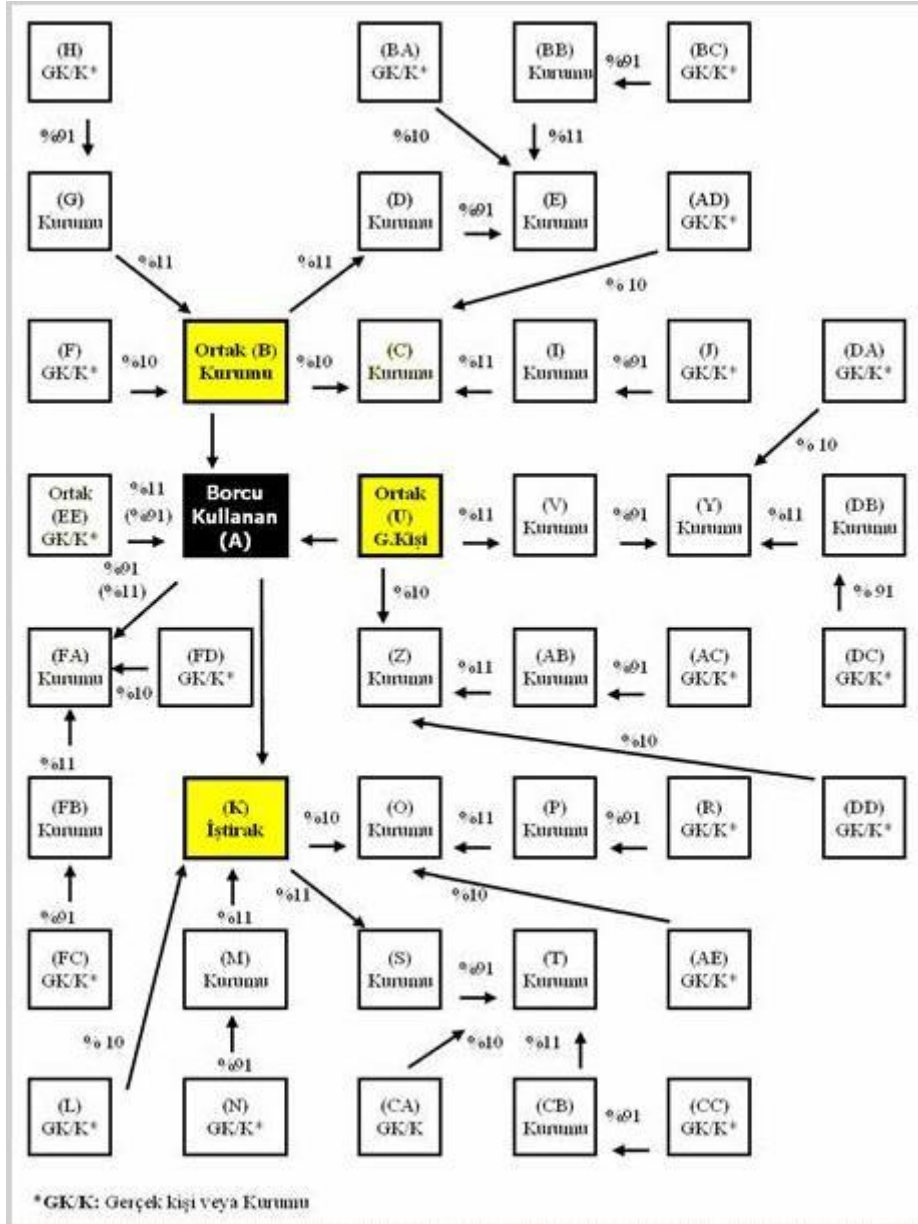 (H)
GK/K*
(BA)
GK/K*
(BB)
Kurumu
%91
(BC)
GK/K*
%91
%10
%11
(G)
Kurumu
(D)
Kurumu
%91
(E)
Kurumu
(AD)
GK/K*
%11
%11
% 10
(F)
GK/K*
%10
Ortak (B)
Kurumu
%10
(C)
Kurumu
%11
(I)
Kurumu
%91
(J)
GK/K*
(DA)
GK/K*
% 10
Ortak
(EE)
GK/K*
%11
(%91)
Borcu
Kullanan
(A)
Ortak
(U)
G.Kişi
%11
(V)
Kurumu
%91
(Y)
Kurumu
%11
(DB)
Kurumu
%91
(%11)
%10
% 91
(FA)
Kurumu
%10
(FD)
GK/K*
(Z)
Kurumu
%11
(AB)
Kurumu
%91
(AC)
GK/K*
(DC)
GK/K*
%11
%10
(FB)
Kurumu
(K)
İştirak
%10
(O)
Kurumu
%11
(P)
Kurumu
%91
(R)
GK/K*
(DD)
GK/K*
%91
%11
%11
%10
(FC)
GK/K*
(M)
Kurumu
(S)
Kurumu
%91
(T)
Kurumu
(AE)
GK/K*
% 10
%91
%10
%11
(L)
GK/K*
(N)
GK/K*
(CA)
GK/K
(CB)
Kurumu
%91
(CC)
GK/K*
*GK/K: Gerçek kişi veya Kurumu